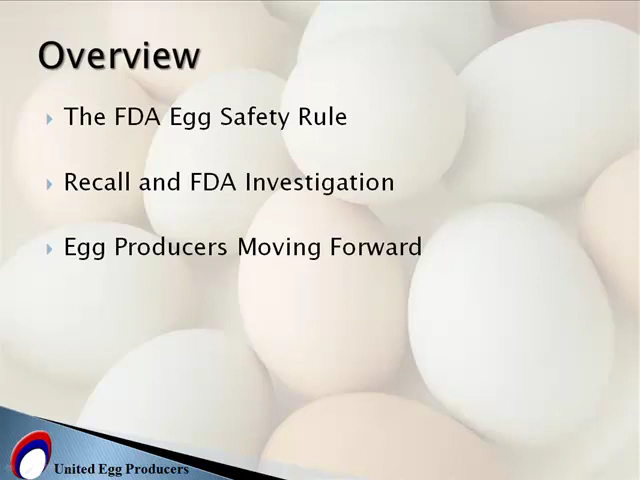 Overview
The FDA Egg Safety Rule
Recall and FDA Investigation
Egg Producers Moving Forward
United Egg Producers